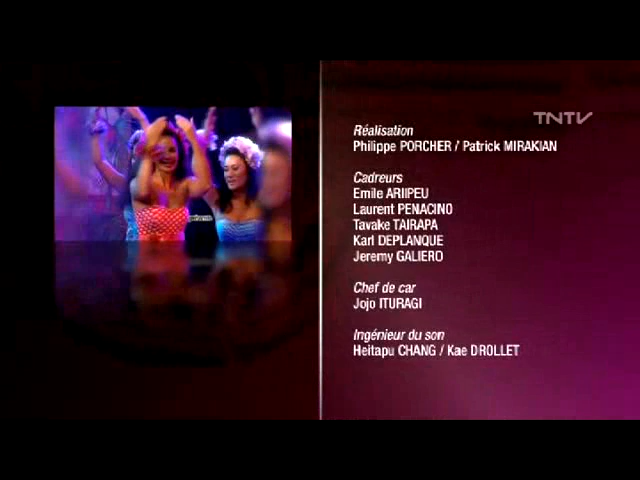 TNTV
Réalisation
Philippe PORCHER / Patrick MIRAKIAN
Cadreurs
Emile ARIIPEU
Laurent PENACINO
Tavake TAIRAPA
Karl DEPLANQUE
Jeremy GALIERO
Chef de car
Jojo ITURAGI
Ingénieur du son
Heitapu CHANG / Kae DROLLET